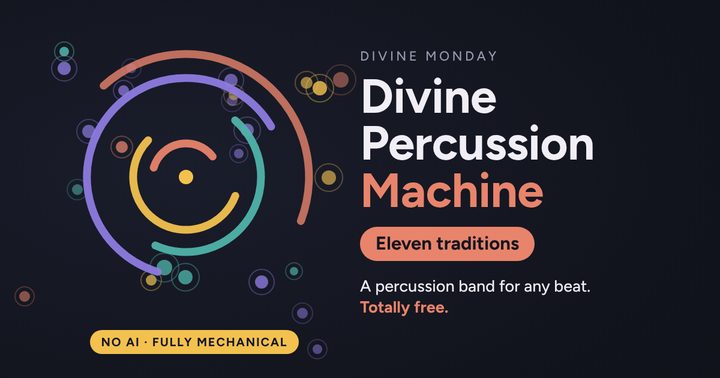 DIVINE MONDAY
Divine
Percussion
Machine
Eleven traditions
A percussion band for any beat.
Totally free.
NO AI · FULLY MECHANICAL